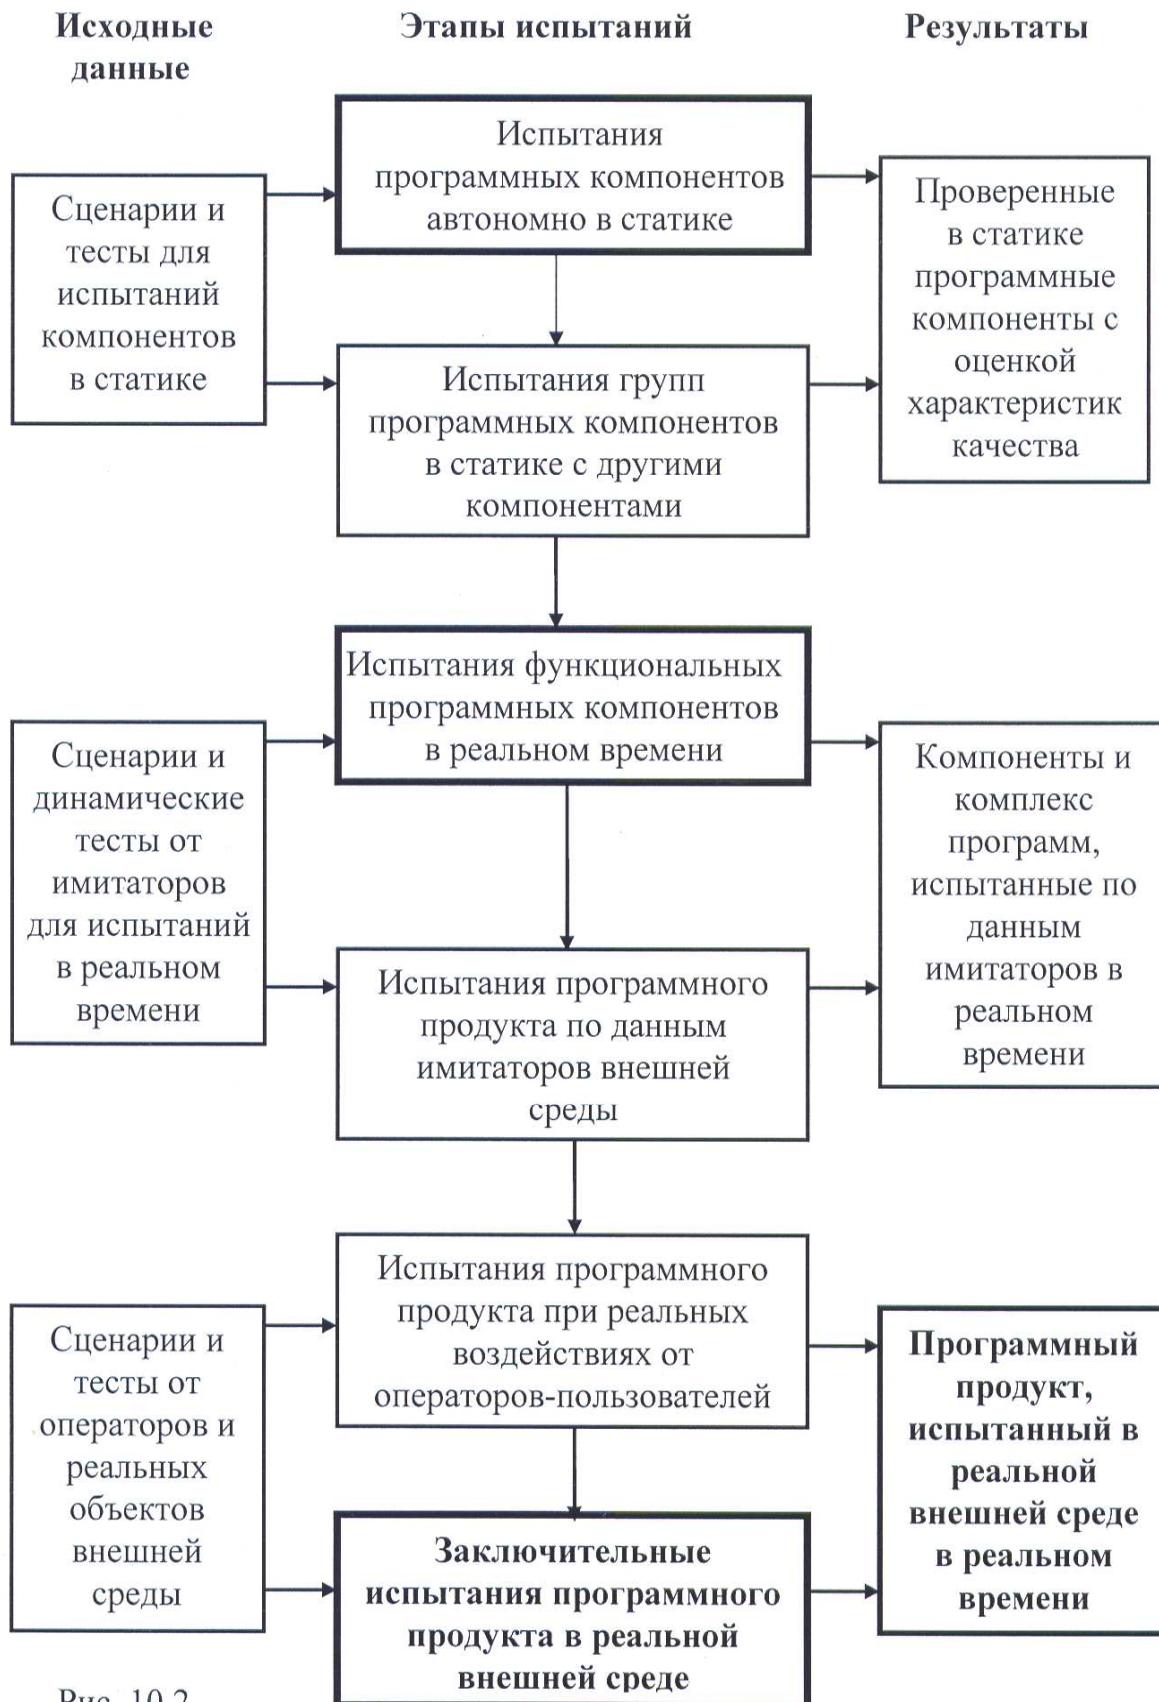 Исходные
данные
Этапы испытаний
Результаты
Сценарии и
тесты для
испытаний
компонентов
в статике
Испытания
программных компонентов
автономно в статике
Проверенные
в статике
программные
компоненты с
оценкой
характеристик
качества
Испытания групп
программных компонентов
в статике с другими
компонентами
Сценарии и
динамические
тесты от
имитаторов
для испытаний
в реальном
времени
Испытания функциональных
программных компонентов
в реальном времени
Компоненты и
комплекс
программ,
испытанные по
данным
имитаторов в
реальном
времени
Испытания программного
продукта по данным
имитаторов внешней
среды
Сценарии и
тесты от
операторов и
реальных
объектов
внешней
среды
Испытания программного
продукта при реальных
воздействиях от
операторов-пользователей
Программный
продукт,
испытанный в
реальной
внешней среде
в реальном
времени
Заключительные
испытания программного
продукта в реальной
внешней среде
Рис. 10.2